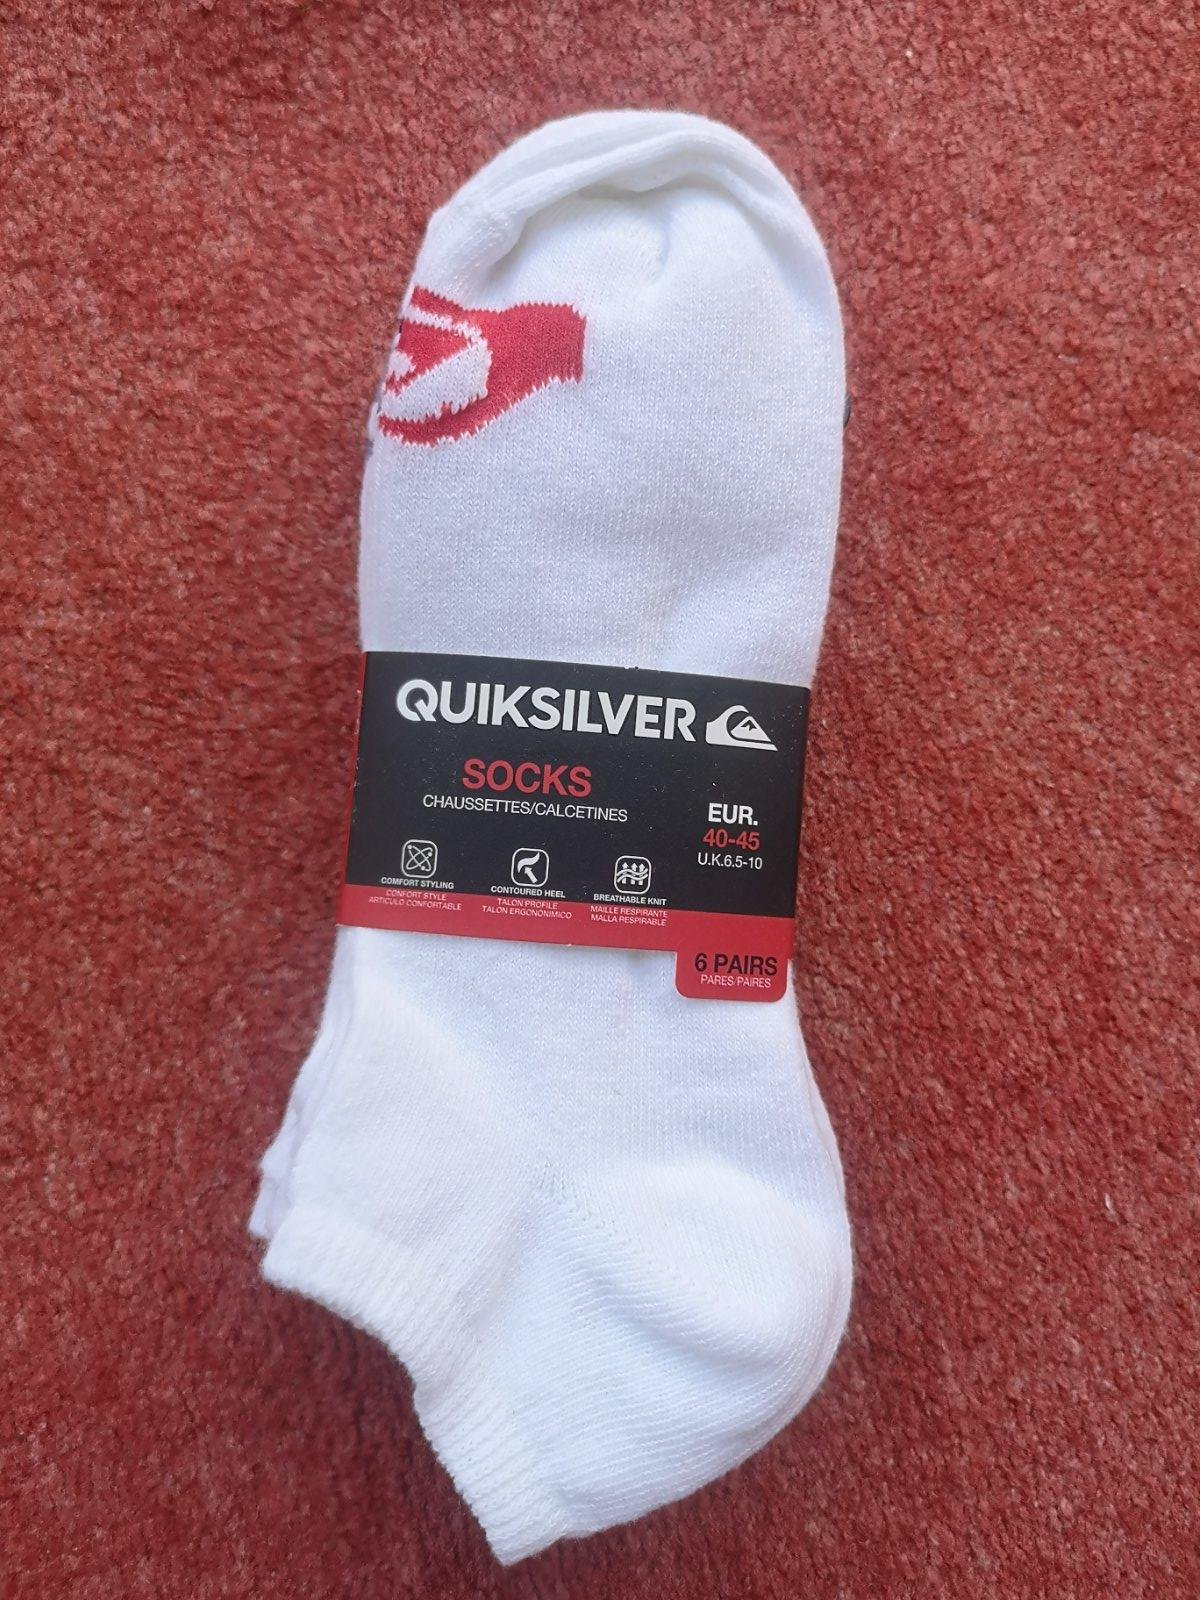 QUIKSILVER
SOCKS
CHAUSSETTES/CALCETINES
EUR.
40-45
U.K.6.5-10
COMFORT STYLING
CONFORT STYLE
ARTICULO CONFORTABLE
CONTOURED HEEL
TALON PROFILE
TALON ERGONONIMICO
BREATHABLE KNIT
MAILLE RESPIRANTE
MALLA RESPIRABLE
6 PAIRS
PARES/PAIRES